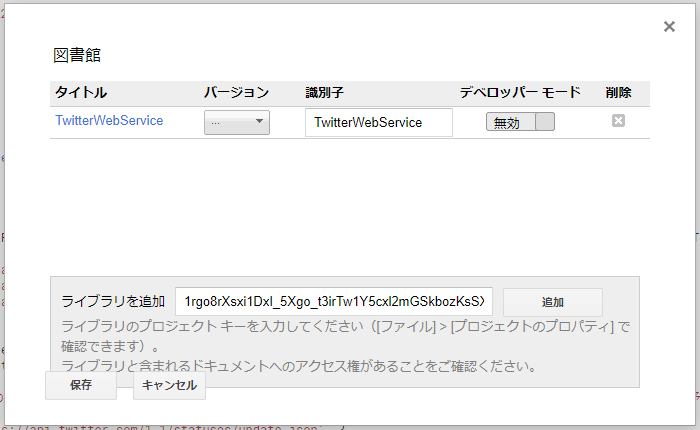 図書館
タイトル バージョン 識別子 デベロッパー モード 削除
TwitterWebService ... TwitterWebService 無効
ライブラリを追加 1rgo8rXsxi1DxI_5Xgo_t3irTw1Y5cxl2mGSkbozKsSX 追加
ライブラリのプロジェクト キーを入力してください（[ファイル] > [プロジェクトのプロパティ] で
確認できます）。
ライブラリと含まれるドキュメントへのアクセス権があることをご確認ください。
保存 キャンセル
s://api.twitter.com/1.1/statuses/update.json'